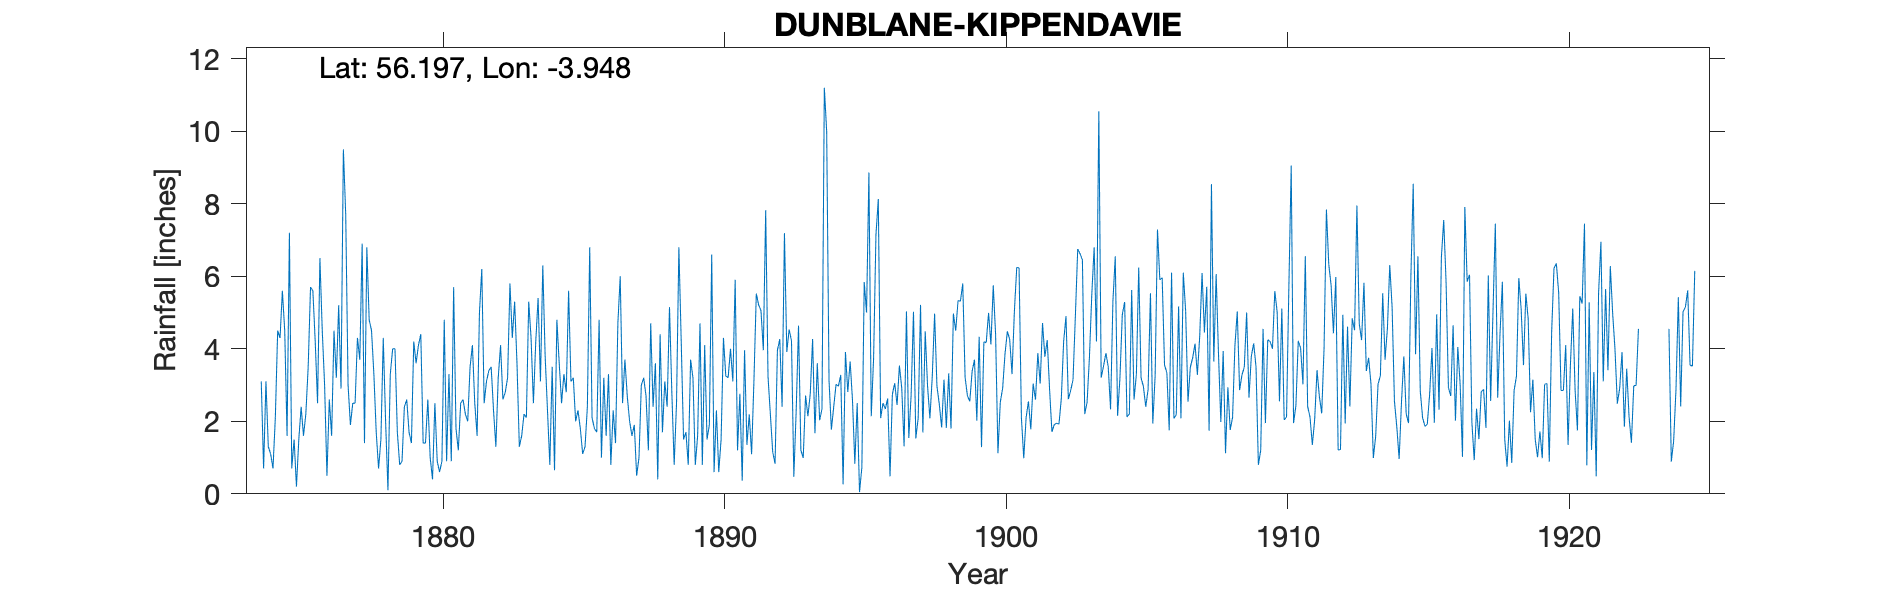 DUNBLANE-KIPPENDAVIE
Lat: 56.197, Lon: -3.948
12
10
8
6
4
2
0
Rainfall [inches]
1880 1890 1900 1910 1920
Year